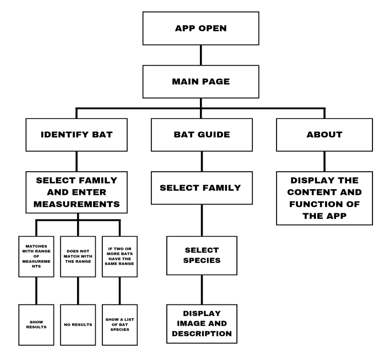 APP OPEN
MAIN PAGE
IDENTIFY BAT
BAT GUIDE
ABOUT
SELECT FAMILY
AND ENTER
MEASUREMENTS
SELECT FAMILY
DISPLAY THE
CONTENT AND
FUNCTION OF
THE APP
MATCHES
WITH RANGE
OF
MEASUREME
NTS
DOES NOT
MATCH WITH
THE RANGE
IF TWO OR
MORE BATS
HAVE THE
SAME RANGE
SELECT
SPECIES
SHOW
RESULTS
NO RESULTS
SHOW A LIST
OF BAT
SPECIES
DISPLAY
IMAGE AND
DESCRIPTION